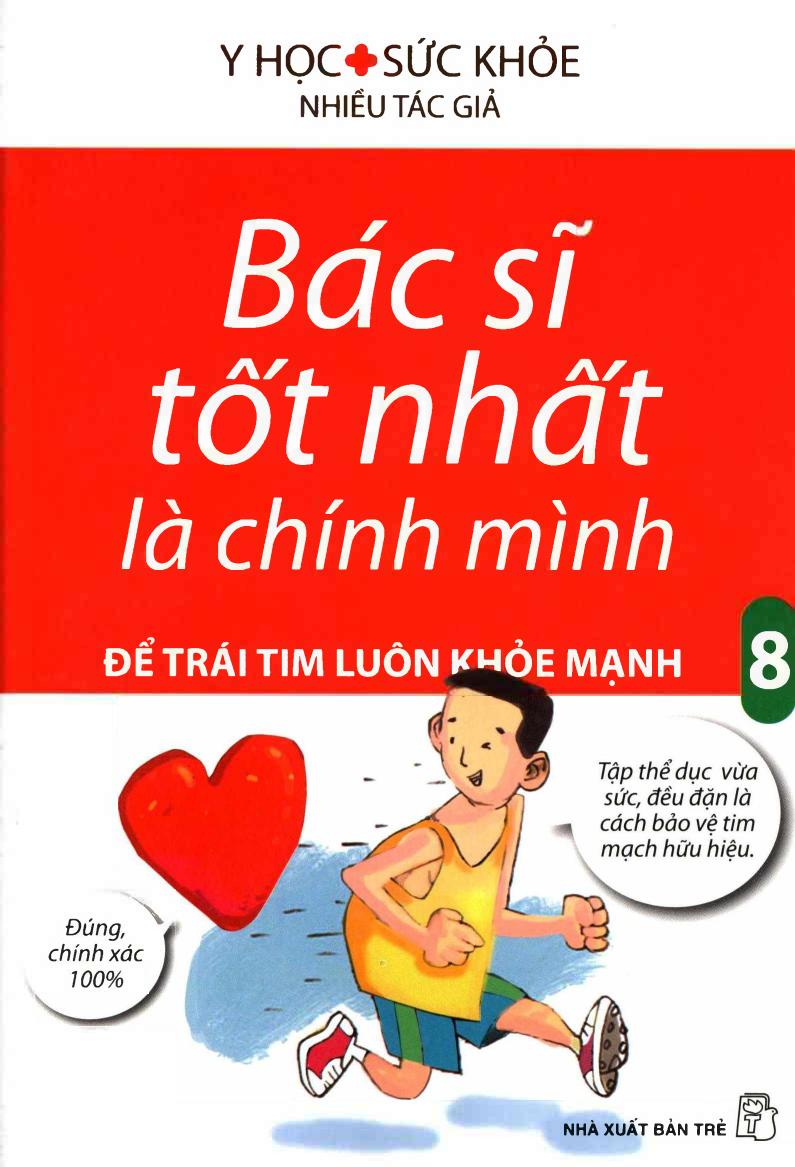 Y HỌC SỨC KHỎE
NHIỀU TÁC GIẢ
Bác sĩ
tốt nhất
là chính mình
ĐỂ TRÁI TIM LUÔN KHỎE MẠNH
8
Tập thể dục vừa
sức, đều đặn là
cách bảo vệ tim
mạch hữu hiệu.
Đúng,
chính xác
100%
NHÀ XUẤT BẢN TRẺ
T